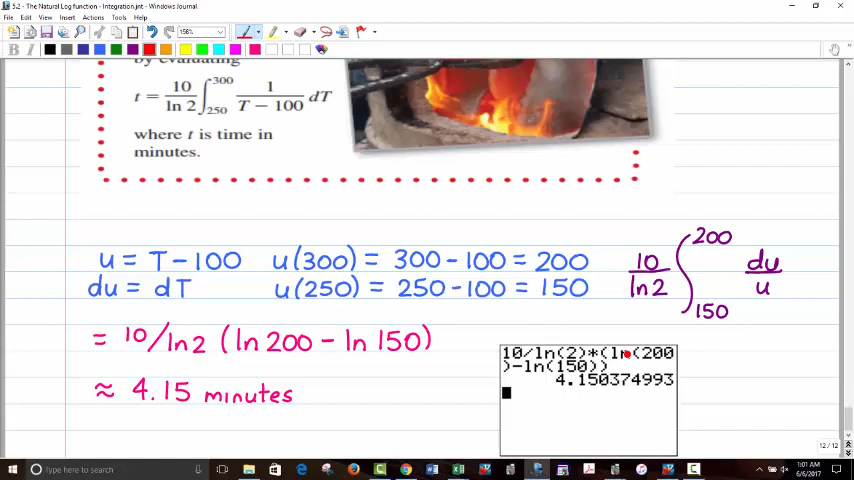 5.2 - The Natural Log function - Integration.jnt - Windows Journal
File Edit View Insert Actions Tools Help
156%
B I
by evaluating
t = 10/ln 2 ∫_250^300 1/(T − 100) dT
where t is time in
minutes.
u = T-100 u(300) = 300-100 = 200
du = dT u(250) = 250-100 = 150
10/ln2 ∫_150^200 du/u
= 10/ln2 (ln 200 - ln 150)
≈ 4.15 minutes
10/ln(2)*(ln(200
)-ln(150))
4.150374993
12 / 12
Type here to search
1:01 AM
6/6/2017